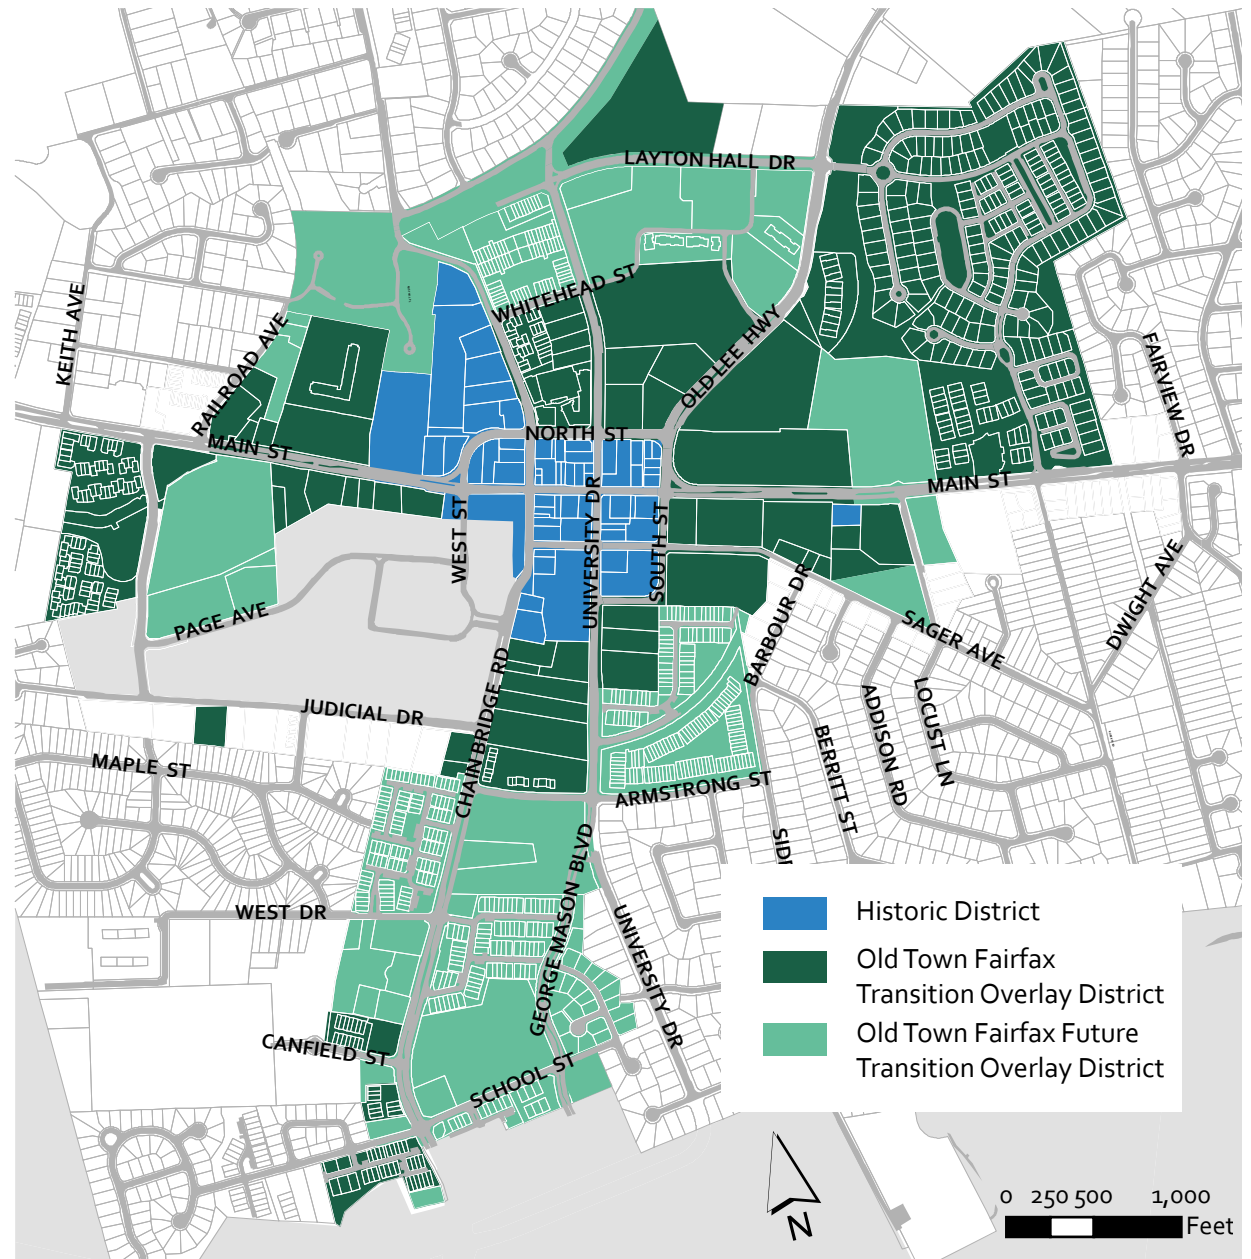 LAYTON HALL DR
WHITEHEAD ST
KEITH AVE
RAILROAD AVE
OLD LEE HWY
FAIRVIEW DR
NORTH ST
MAIN ST
MAIN ST
WEST ST
UNIVERSITY DR
SOUTH ST
DWIGHT AVE
PAGE AVE
BARBOUR DR
SAGER AVE
CHAIN BRIDGE RD
JUDICIAL DR
ADDISON RD
LOCUST LN
BERRITT ST
MAPLE ST
ARMSTRONG ST
SIDE
GEORGE MASON BLVD
WEST DR
UNIVERSITY DR
CANFIELD ST
SCHOOL ST
Historic District
Old Town Fairfax
Transition Overlay District
Old Town Fairfax Future
Transition Overlay District
N
0 250 500 1,000
Feet